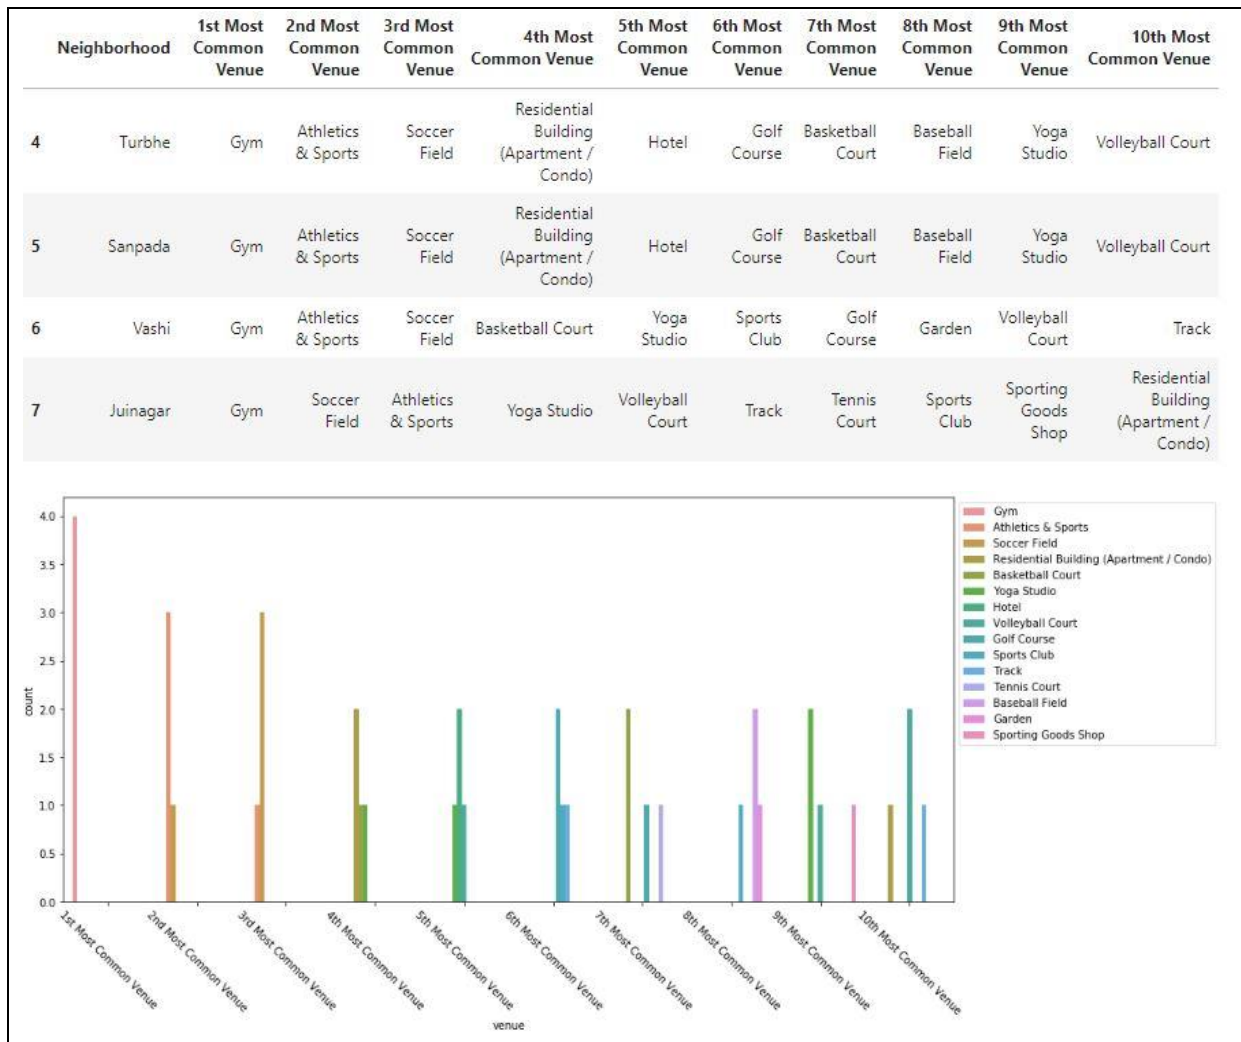 Neighborhood 1st Most Common Venue 2nd Most Common Venue 3rd Most Common Venue 4th Most Common Venue 5th Most Common Venue 6th Most Common Venue 7th Most Common Venue 8th Most Common Venue 9th Most Common Venue 10th Most Common Venue
4 Turbhe Gym Athletics & Sports Soccer Field Residential Building (Apartment / Condo) Hotel Golf Course Basketball Court Baseball Field Yoga Studio Volleyball Court
5 Sanpada Gym Athletics & Sports Soccer Field Residential Building (Apartment / Condo) Hotel Golf Course Basketball Court Baseball Field Yoga Studio Volleyball Court
6 Vashi Gym Athletics & Sports Soccer Field Basketball Court Yoga Studio Sports Club Golf Course Garden Volleyball Court Track
7 Juinagar Gym Soccer Field Athletics & Sports Yoga Studio Volleyball Court Track Tennis Court Sports Club Sporting Goods Shop Residential Building (Apartment / Condo)
4.0
3.5
3.0
2.5
2.0
1.5
1.0
0.5
0.0
count
1st Most Common Venue
2nd Most Common Venue
3rd Most Common Venue
4th Most Common Venue
5th Most Common Venue
6th Most Common Venue
7th Most Common Venue
8th Most Common Venue
9th Most Common Venue
10th Most Common Venue
venue
Gym
Athletics & Sports
Soccer Field
Residential Building (Apartment / Condo)
Basketball Court
Yoga Studio
Hotel
Volleyball Court
Golf Course
Sports Club
Track
Tennis Court
Baseball Field
Garden
Sporting Goods Shop